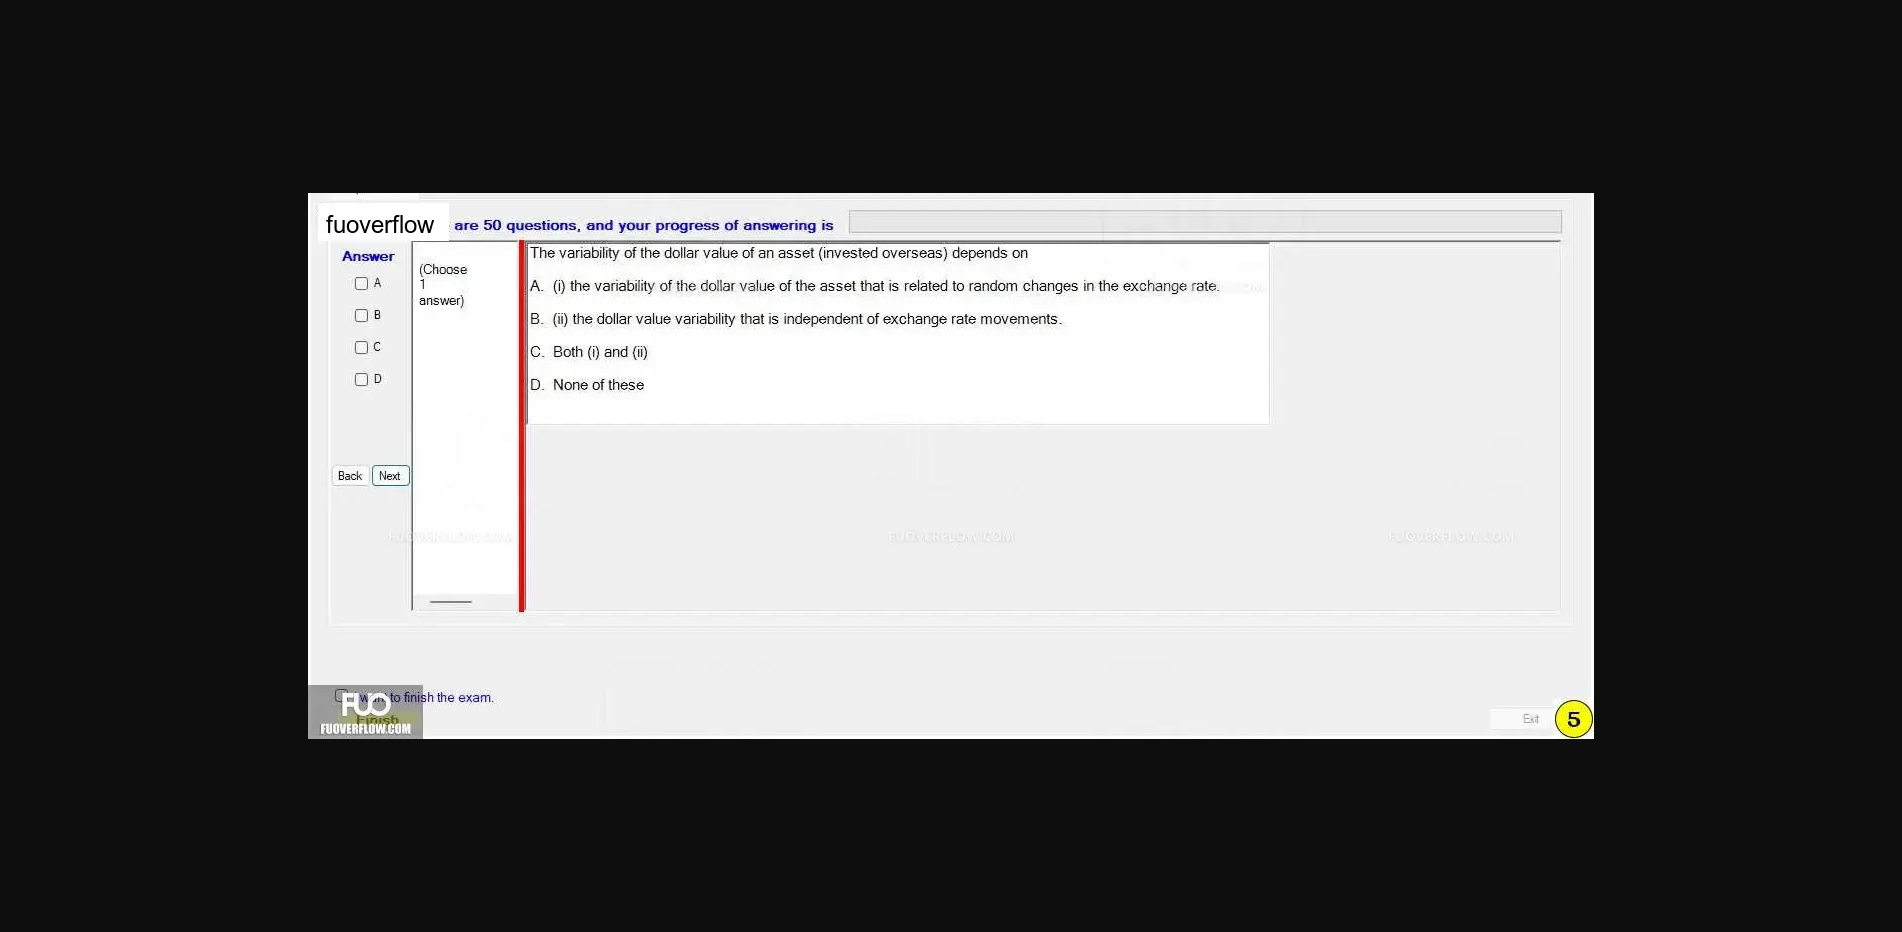 fuoverflow are 50 questions, and your progress of answering is
Answer
A
B
C
D
(Choose
1
answer)
The variability of the dollar value of an asset (invested overseas) depends on
A. (i) the variability of the dollar value of the asset that is related to random changes in the exchange rate.
B. (ii) the dollar value variability that is independent of exchange rate movements.
C. Both (i) and (ii)
D. None of these
Back Next
FUOVERFLOW.COM FUOVERFLOW.COM FUOVERFLOW.COM
I want to finish the exam.
FUO
Finish
FUOVERFLOW.COM
Exit 5